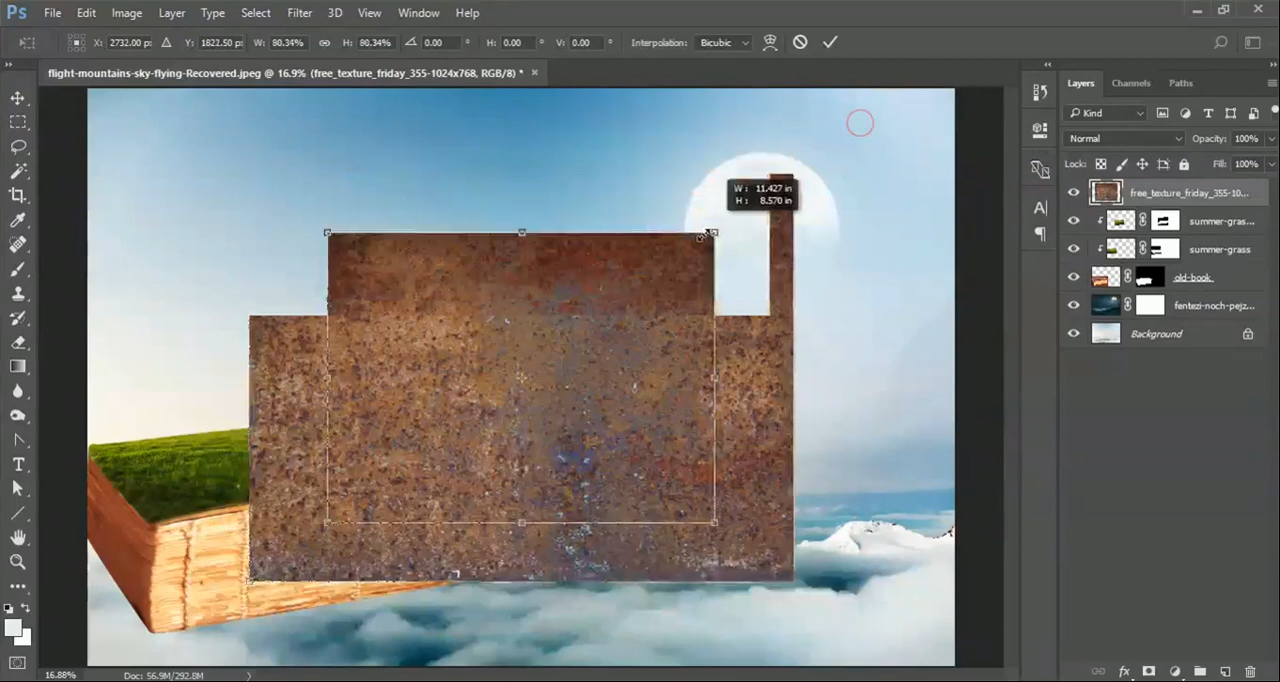 Ps File Edit Image Layer Type Select Filter 3D View Window Help
X: 2732.00 px Y: 1822.50 px W: 80.34% H: 80.34% 0.00 ° H: 0.00 ° V: 0.00 ° Interpolation: Bicubic
flight-mountains-sky-flying-Recovered.jpeg @ 16.9% (free_texture_friday_355-1024x768, RGB/8) * ×
Layers Channels Paths
Kind
Normal Opacity: 100%
Lock: Fill: 100%
W: 11.427 in
H: 8.570 in
free_texture_friday_355-10...
summer-gras...
summer-grass
old-book
fentezi-noch-pejz...
Background
16.88% Doc: 56.9M/292.8M